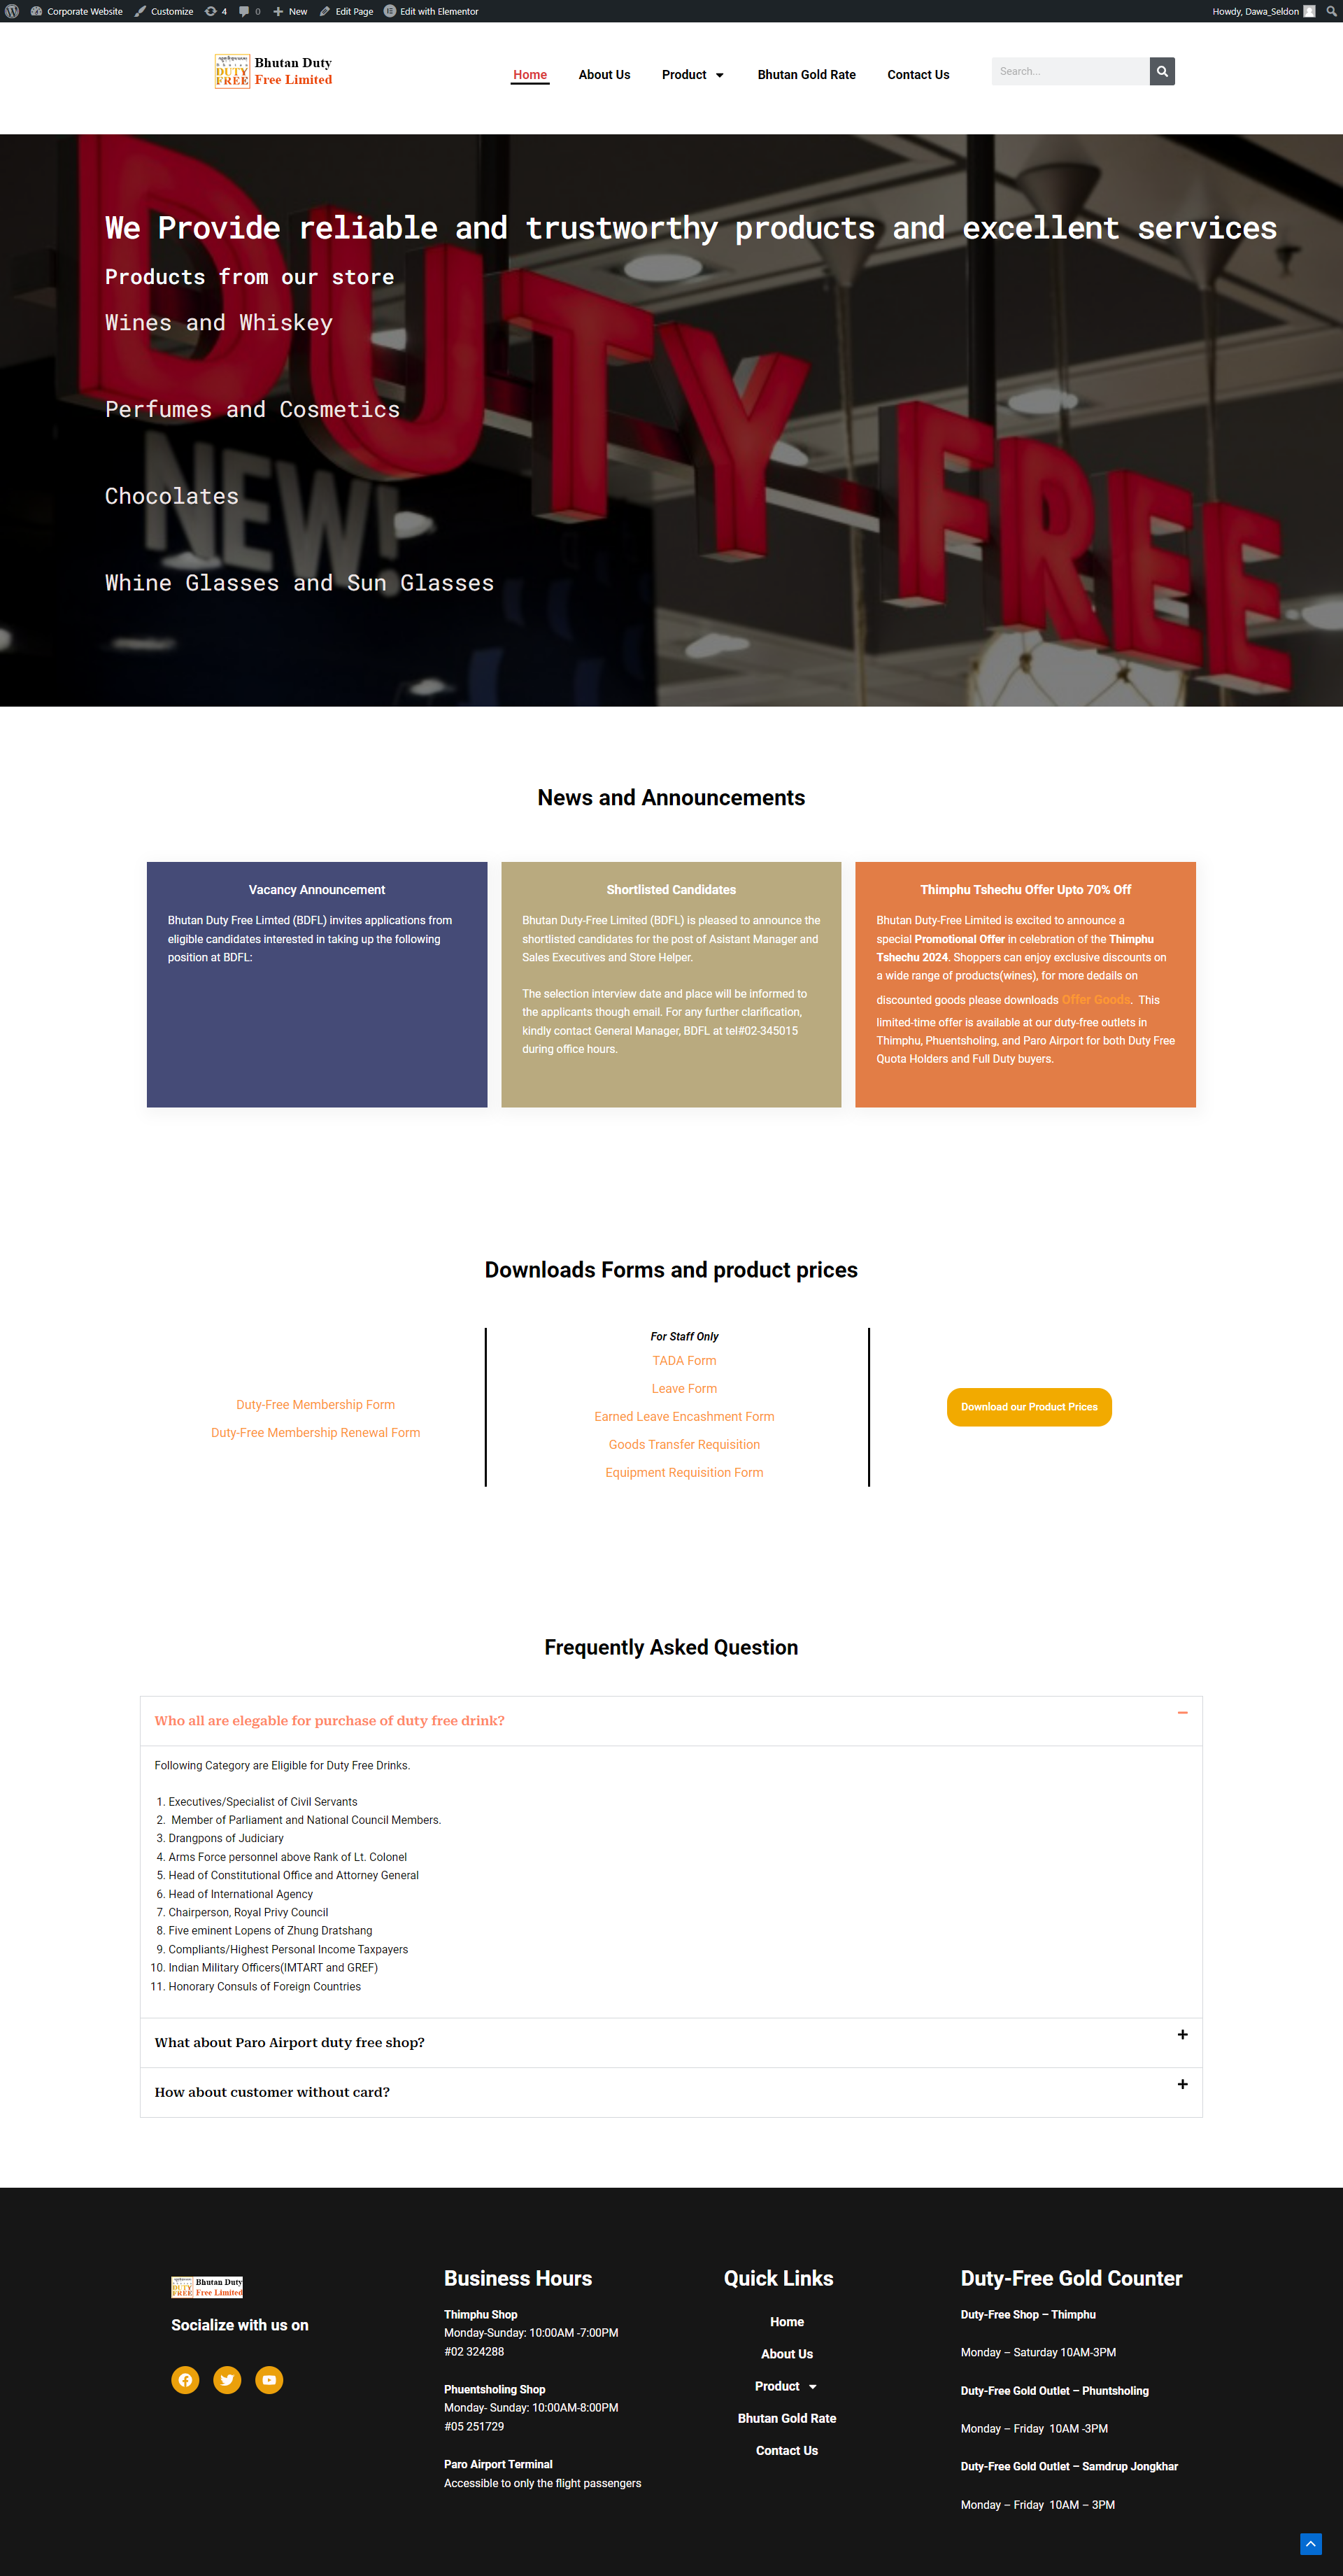 Corporate Website Customize 4 0 New Edit Page Edit with Elementor Howdy, Dawa_Seldon
DUTY FREE
Bhutan Duty
Free Limited
Home About Us Product Bhutan Gold Rate Contact Us Search...
DUTY FREE
NEW
We Provide reliable and trustworthy products and excellent services
Products from our store
Wines and Whiskey
Perfumes and Cosmetics
Chocolates
Whine Glasses and Sun Glasses
News and Announcements
Vacancy Announcement
Bhutan Duty Free Limted (BDFL) invites applications from
eligible candidates interested in taking up the following
position at BDFL:
Shortlisted Candidates
Bhutan Duty-Free Limited (BDFL) is pleased to announce the
shortlisted candidates for the post of Asistant Manager and
Sales Executives and Store Helper.
The selection interview date and place will be informed to
the applicants though email. For any further clarification,
kindly contact General Manager, BDFL at tel#02-345015
during office hours.
Thimphu Tshechu Offer Upto 70% Off
Bhutan Duty-Free Limited is excited to announce a
special Promotional Offer in celebration of the Thimphu
Tshechu 2024. Shoppers can enjoy exclusive discounts on
a wide range of products(wines), for more dedails on
discounted goods please downloads Offer Goods. This
limited-time offer is available at our duty-free outlets in
Thimphu, Phuentsholing, and Paro Airport for both Duty Free
Quota Holders and Full Duty buyers.
Downloads Forms and product prices
Duty-Free Membership Form
Duty-Free Membership Renewal Form
For Staff Only
TADA Form
Leave Form
Earned Leave Encashment Form
Goods Transfer Requisition
Equipment Requisition Form
Download our Product Prices
Frequently Asked Question
Who all are elegable for purchase of duty free drink?
Following Category are Eligible for Duty Free Drinks.
1. Executives/Specialist of Civil Servants
2. Member of Parliament and National Council Members.
3. Drangpons of Judiciary
4. Arms Force personnel above Rank of Lt. Colonel
5. Head of Constitutional Office and Attorney General
6. Head of International Agency
7. Chairperson, Royal Privy Council
8. Five eminent Lopens of Zhung Dratshang
9. Compliants/Highest Personal Income Taxpayers
10. Indian Military Officers(IMTART and GREF)
11. Honorary Consuls of Foreign Countries
What about Paro Airport duty free shop?
How about customer without card?
DUTY FREE
Bhutan Duty
Free Limited
Socialize with us on
Business Hours
Thimphu Shop
Monday-Sunday: 10:00AM -7:00PM
#02 324288
Phuentsholing Shop
Monday- Sunday: 10:00AM-8:00PM
#05 251729
Paro Airport Terminal
Accessible to only the flight passengers
Quick Links
Home
About Us
Product
Bhutan Gold Rate
Contact Us
Duty-Free Gold Counter
Duty-Free Shop – Thimphu
Monday – Saturday 10AM-3PM
Duty-Free Gold Outlet – Phuntsholing
Monday – Friday 10AM -3PM
Duty-Free Gold Outlet – Samdrup Jongkhar
Monday – Friday 10AM – 3PM